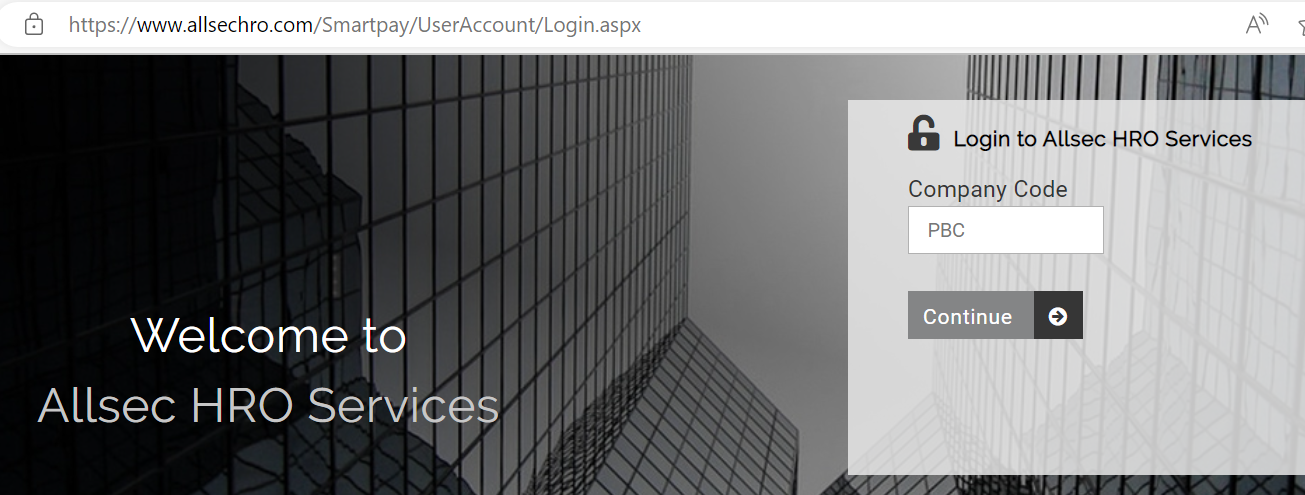 https://www.allsechro.com/Smartpay/UserAccount/Login.aspx
A
Login to Allsec HRO Services
Company Code
PBC
Continue
Welcome to
Allsec HRO Services